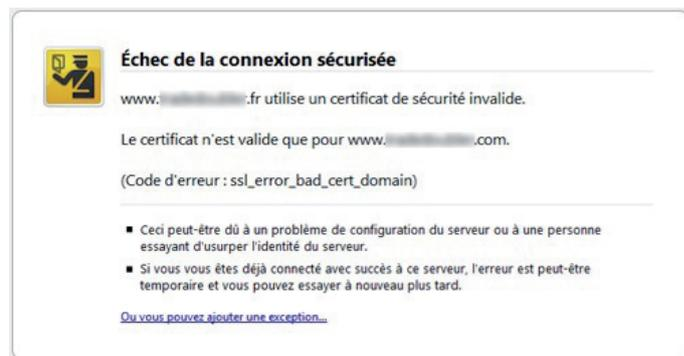 Échec de la connexion sécurisée
www. .fr utilise un certificat de sécurité invalide.
Le certificat n'est valide que pour www. .com.
(Code d'erreur : ssl_error_bad_cert_domain)
Ceci peut-être dû à un problème de configuration du serveur ou à une personne
essayant d'usurper l'identité du serveur.
Si vous vous êtes déjà connecté avec succès à ce serveur, l'erreur est peut-être
temporaire et vous pouvez essayer à nouveau plus tard.
Ou vous pouvez ajouter une exception...